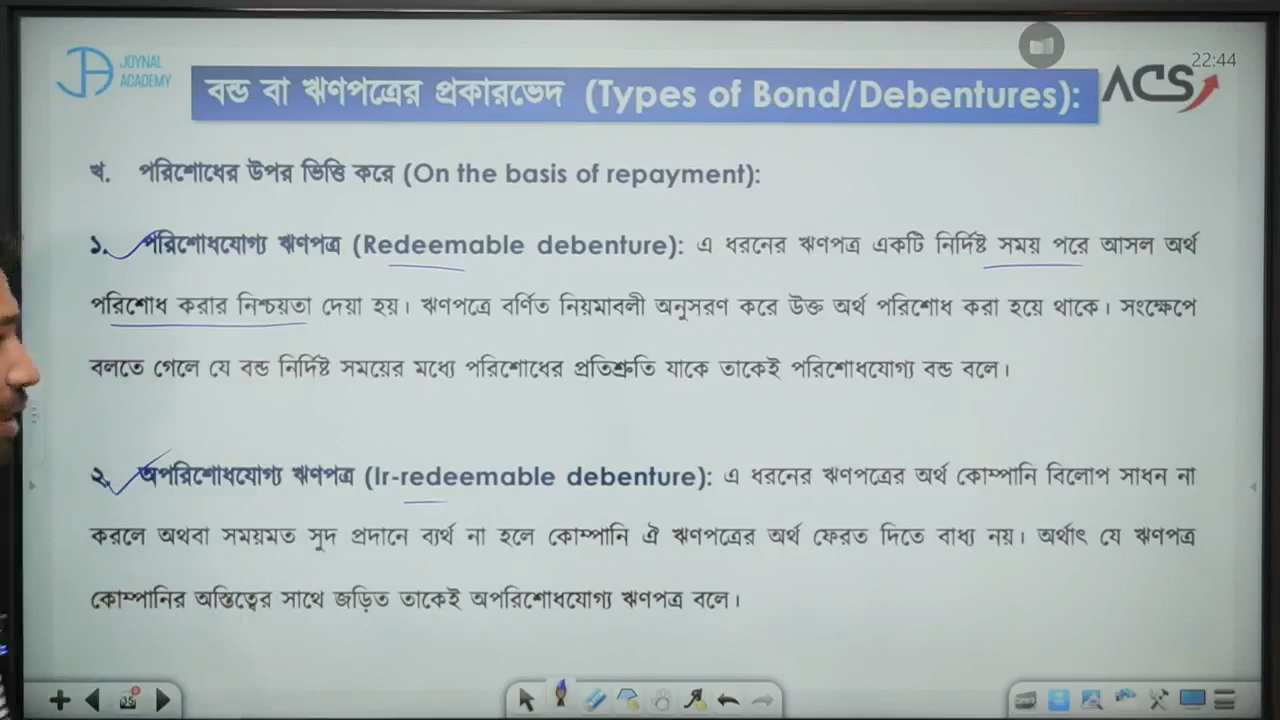 JOYNAL
ACADEMY
22:44
বন্ড বা ঋণপত্রের প্রকারভেদ (Types of Bond/Debentures):
ACS
খ. পরিশোধের উপর ভিত্তি করে (On the basis of repayment):
১. পরিশোধযোগ্য ঋণপত্র (Redeemable debenture): এ ধরনের ঋণপত্র একটি নির্দিষ্ট সময় পরে আসল অর্থ
পরিশোধ করার নিশ্চয়তা দেয়া হয়। ঋণপত্রে বর্ণিত নিয়মাবলী অনুসরণ করে উক্ত অর্থ পরিশোধ করা হয়ে থাকে। সংক্ষেপে
বলতে গেলে যে বন্ড নির্দিষ্ট সময়ের মধ্যে পরিশোধের প্রতিশ্রুতি যাকে তাকেই পরিশোধযোগ্য বন্ড বলে।
২. অপরিশোধযোগ্য ঋণপত্র (Ir-redeemable debenture): এ ধরনের ঋণপত্রের অর্থ কোম্পানি বিলোপ সাধন না
করলে অথবা সময়মত সুদ প্রদানে ব্যর্থ না হলে কোম্পানি ঐ ঋণপত্রের অর্থ ফেরত দিতে বাধ্য নয়। অর্থাৎ যে ঋণপত্র
কোম্পানির অস্তিত্বের সাথে জড়িত তাকেই অপরিশোধযোগ্য ঋণপত্র বলে।
35